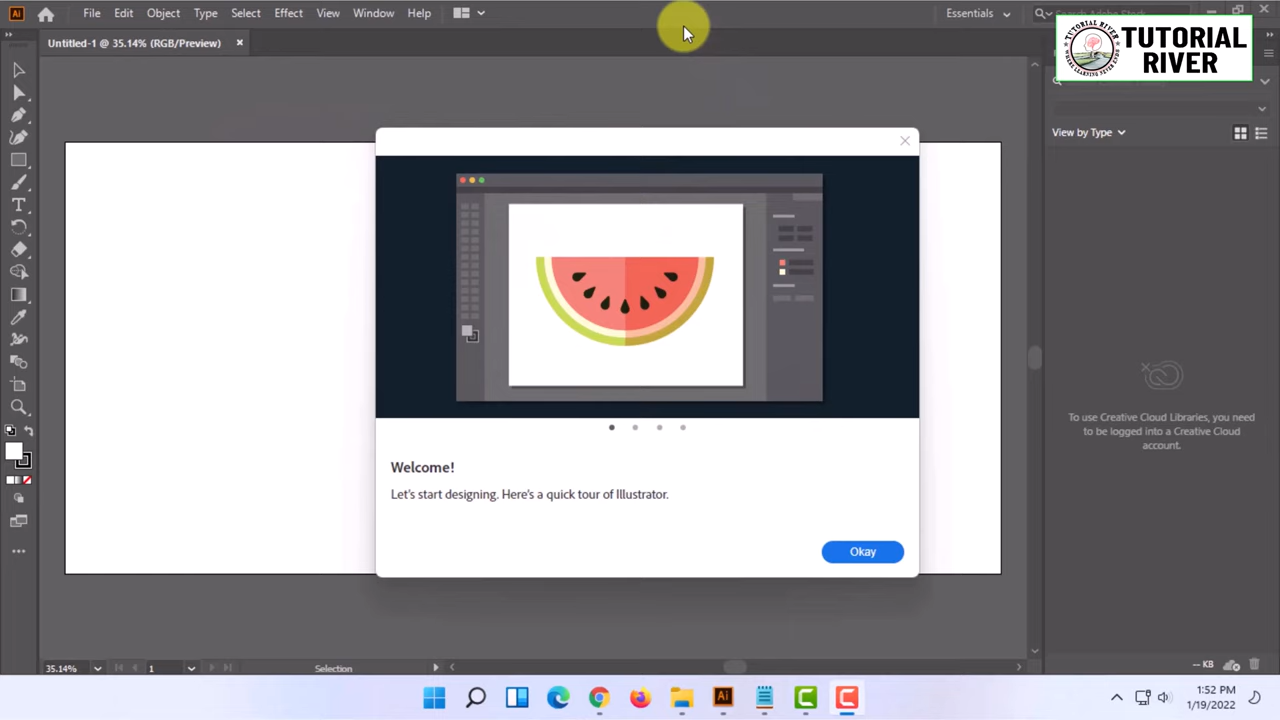 Ai File Edit Object Type Select Effect View Window Help Essentials
TUTORIAL
RIVER
Untitled-1 @ 35.14% (RGB/Preview)
View by Type
To use Creative Cloud Libraries, you need
to be logged into a Creative Cloud
account.
Welcome!
Let's start designing. Here's a quick tour of Illustrator.
Okay
35.14% 1 Selection -- KB
Ai
1:52 PM
1/19/2022